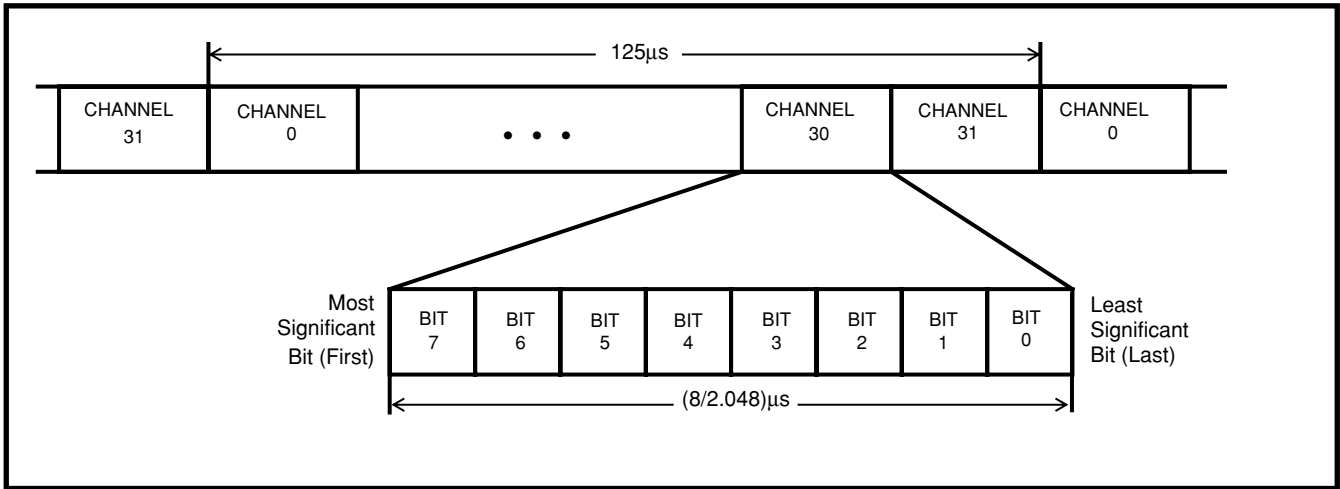 125µs
CHANNEL
31
CHANNEL
0
• • •
CHANNEL
30
CHANNEL
31
CHANNEL
0
Most
Significant
Bit (First)
BIT
7
BIT
6
BIT
5
BIT
4
BIT
3
BIT
2
BIT
1
BIT
0
Least
Significant
Bit (Last)
(8/2.048)µs